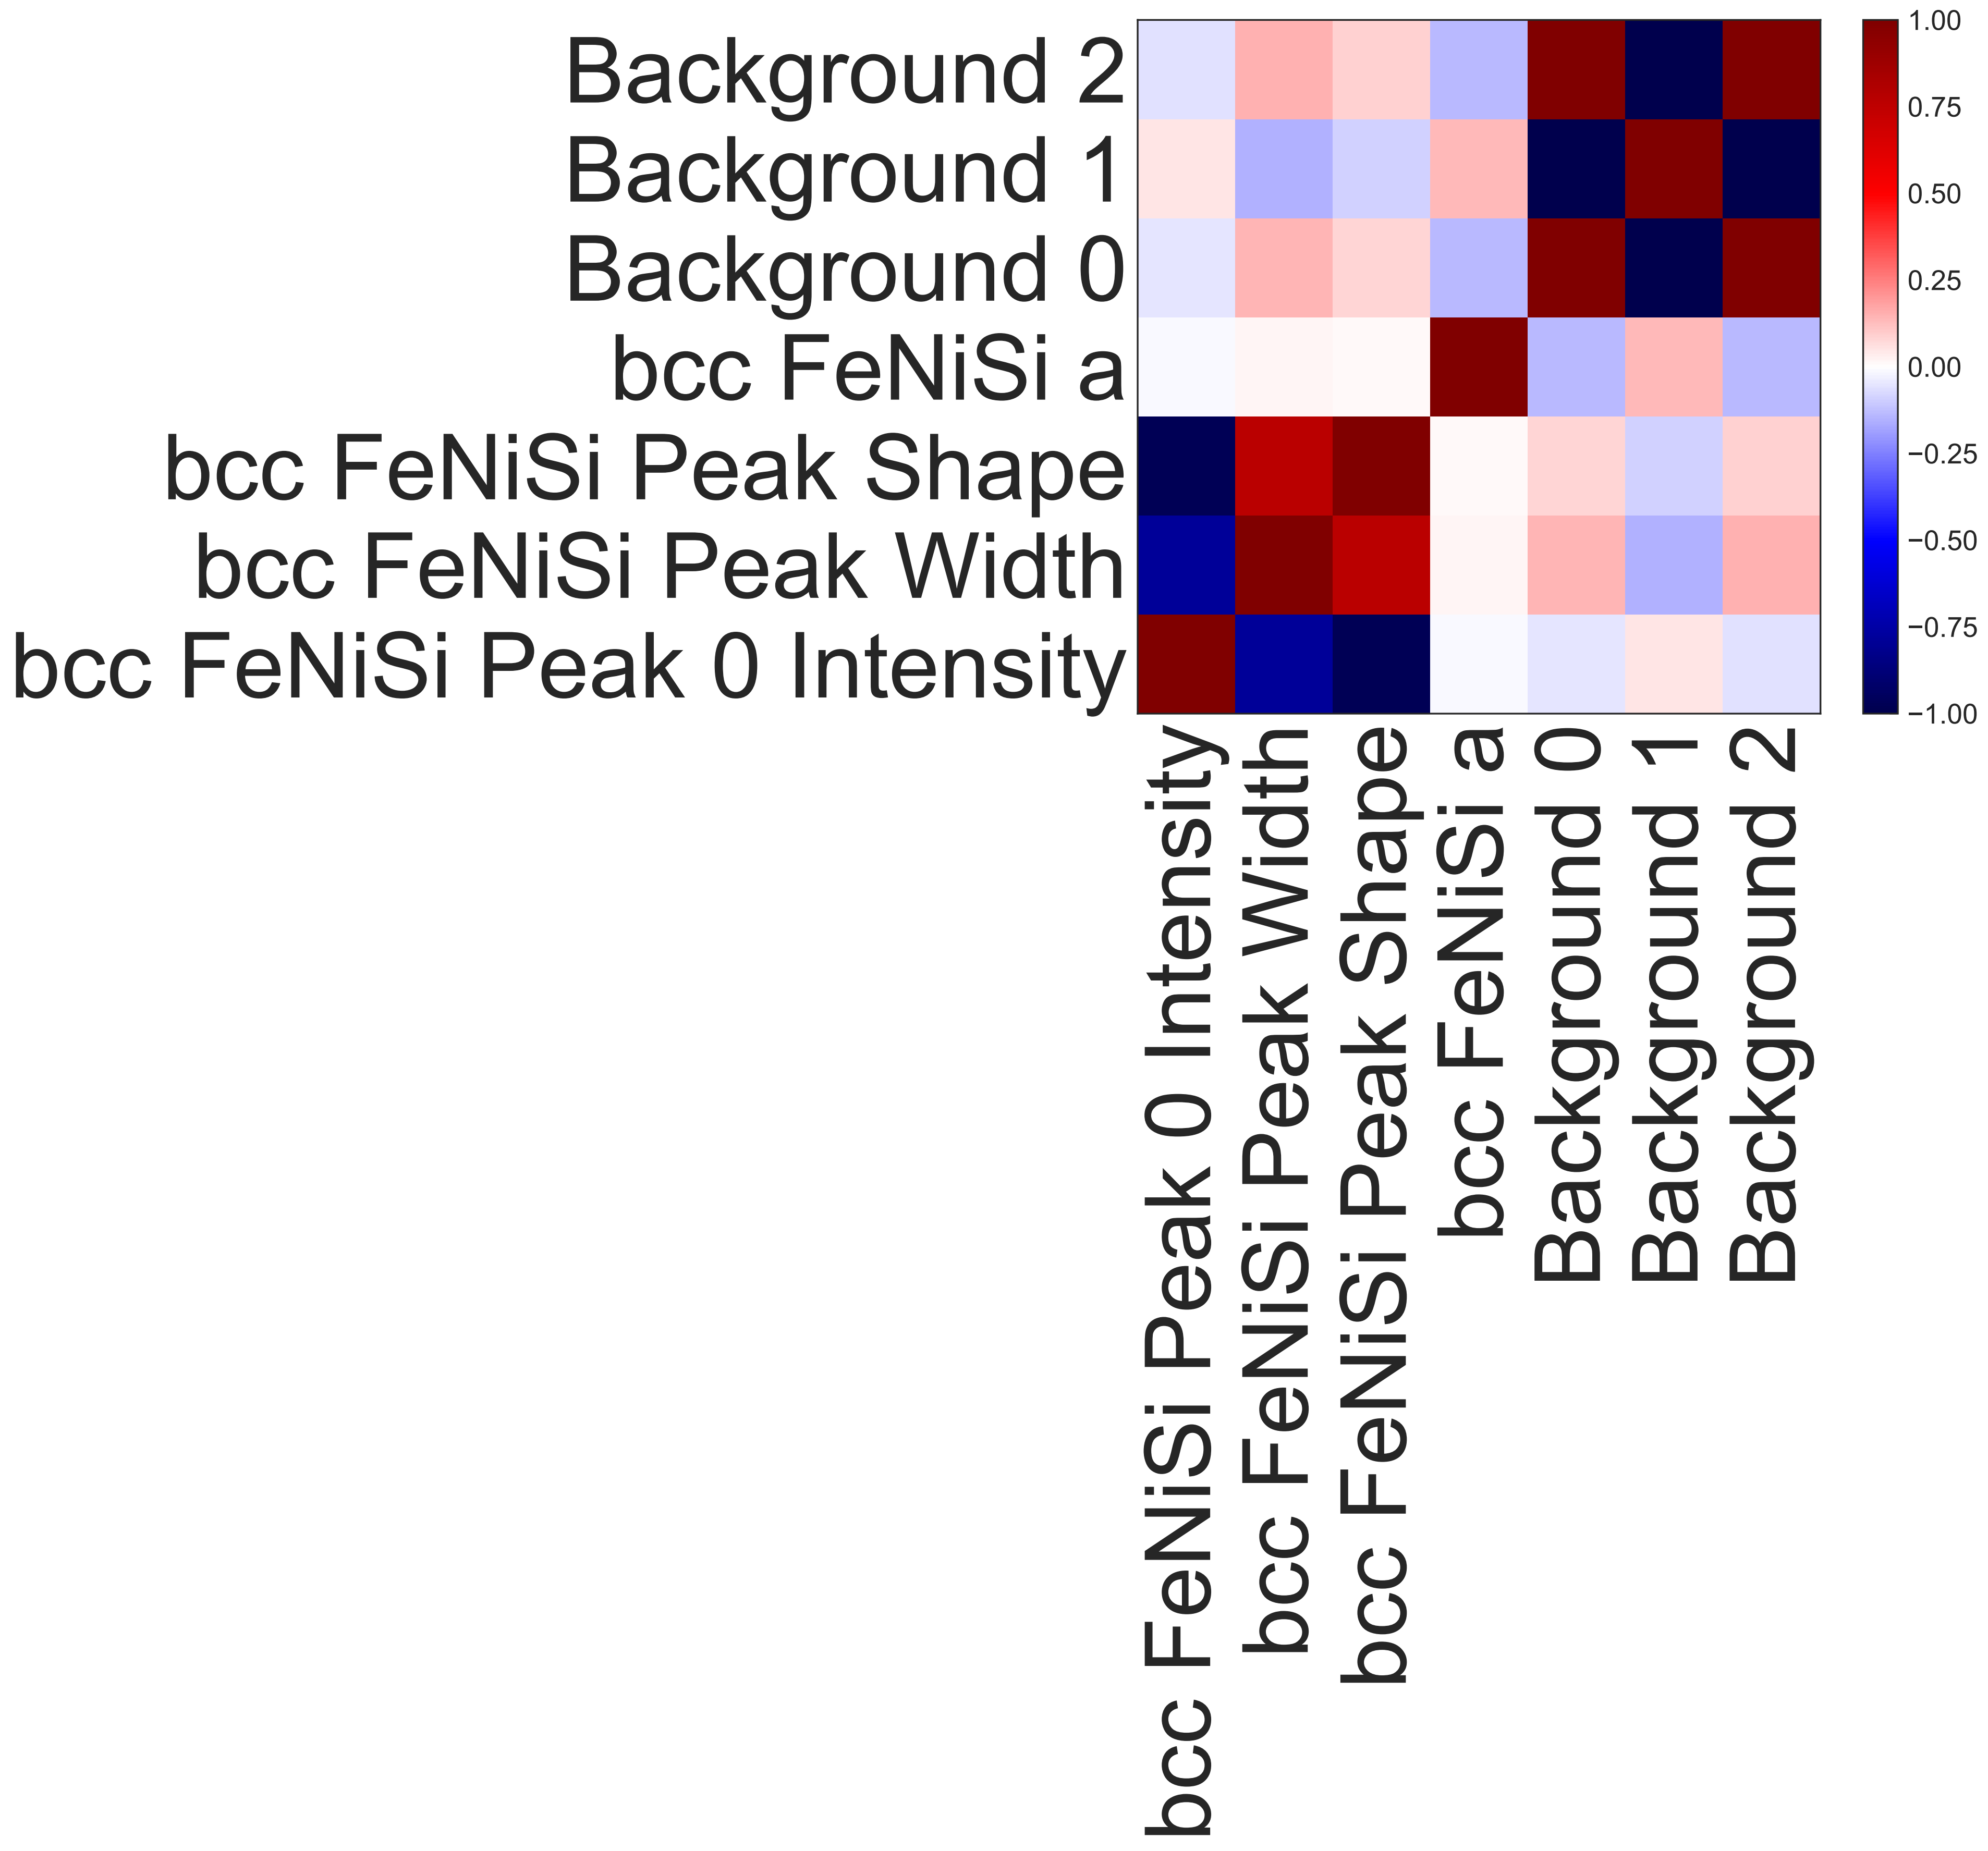 Background 2
Background 1
Background 0
bcc FeNiSi a
bcc FeNiSi Peak Shape
bcc FeNiSi Peak Width
bcc FeNiSi Peak 0 Intensity
bcc FeNiSi Peak 0 Intensity
bcc FeNiSi Peak Width
bcc FeNiSi Peak Shape
bcc FeNiSi a
Background 0
Background 1
Background 2
1.00
0.75
0.50
0.25
0.00
−0.25
−0.50
−0.75
−1.00